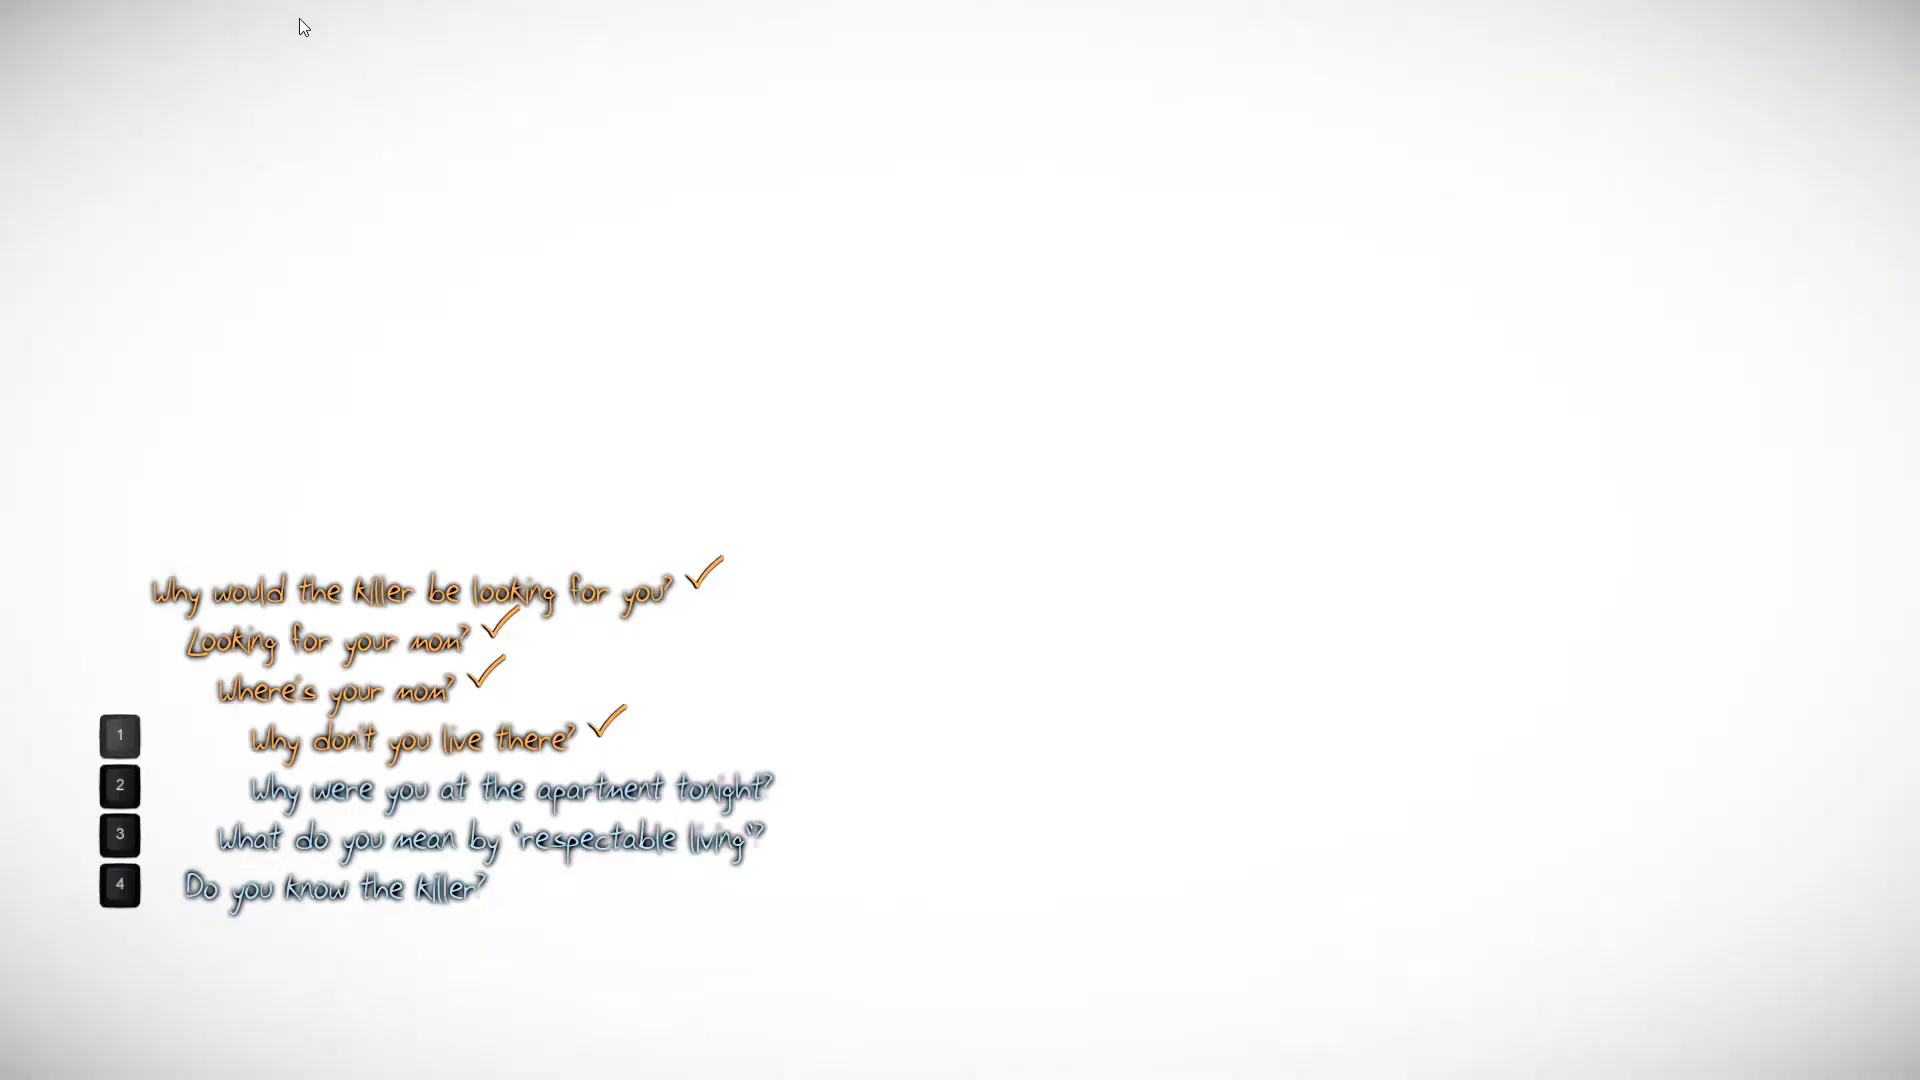 Why would the killer be looking for you?
Looking for your mom?
Where's your mom?
1 Why don't you live there?
2 Why were you at the apartment tonight?
3 What do you mean by "respectable living"?
4 Do you know the killer?